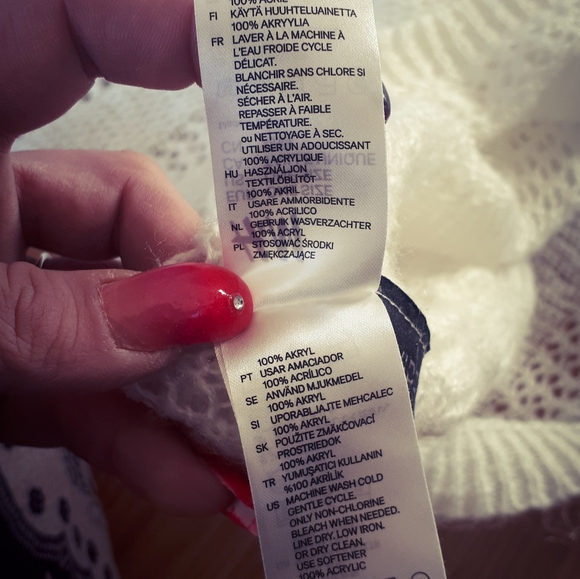 100% AKRIL
FI KÄYTÄ HUUHTELUAINETTA
100% AKRYYLIA
FR LAVER À LA MACHINE À
L'EAU FROIDE CYCLE
DÉLICAT.
BLANCHIR SANS CHLORE SI
NÉCESSAIRE.
SÉCHER À L'AIR.
REPASSER À FAIBLE
TEMPÉRATURE.
ou NETTOYAGE À SEC.
UTILISER UN ADOUCISSANT
100% ACRYLIQUE
HU HASZNÁLJON
TEXTILÖBLÍTŐT
100% AKRIL
IT USARE AMMORBIDENTE
100% ACRILICO
NL GEBRUIK WASVERZACHTER
100% ACRYL
PL STOSOWAĆ ŚRODKI
ZMIĘKCZAJĄCE
100% AKRYL
PT USAR AMACIADOR
100% ACRÍLICO
SE ANVÄND MJUKMEDEL
100% AKRYL
SI UPORABLJAJTE MEHCALEC
100% AKRYL
SK POUŽITE ZMÄKČOVACÍ
PROSTRIEDOK
100% AKRYL
TR YUMUŞATICI KULLANIN
%100 AKRİLİK
US MACHINE WASH COLD
GENTLE CYCLE.
ONLY NON-CHLORINE
BLEACH WHEN NEEDED.
LINE DRY. LOW IRON.
OR DRY CLEAN.
USE SOFTENER
100% ACRYLIC